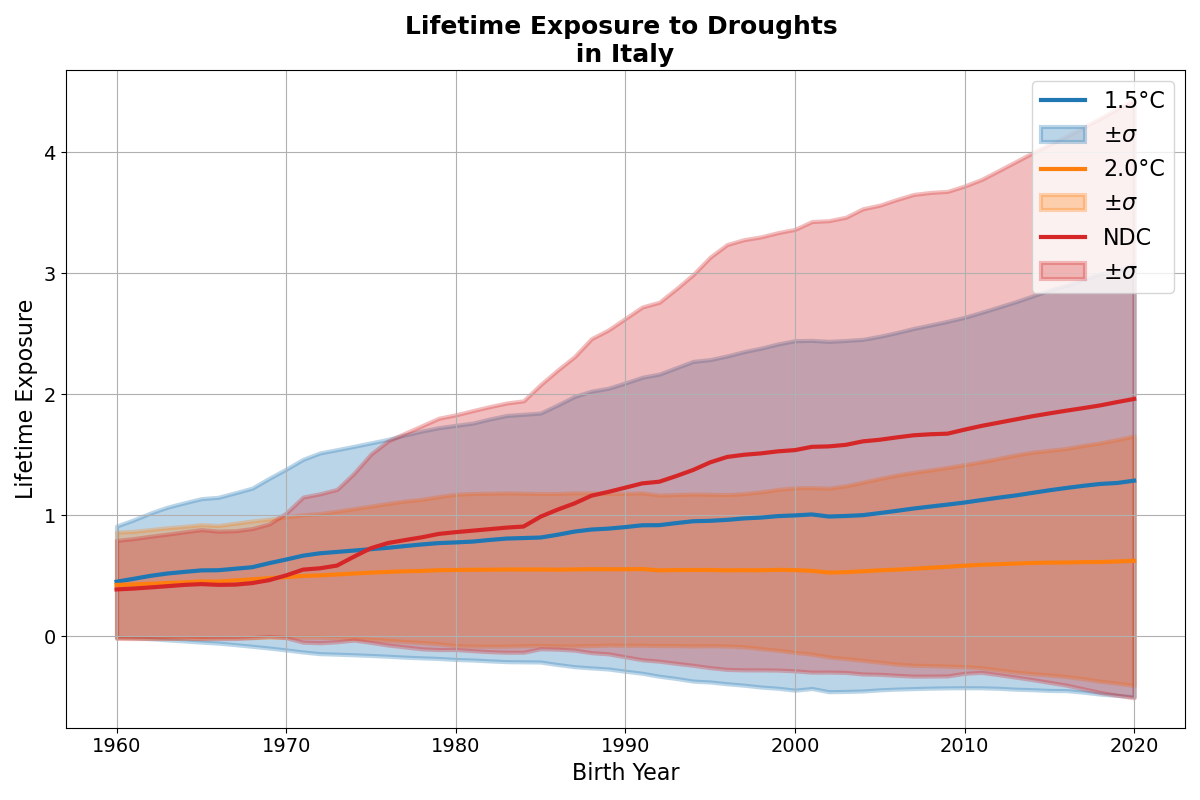 Lifetime Exposure to Droughts
in Italy
1.5°C
±σ
2.0°C
±σ
NDC
±σ
Lifetime Exposure
4
3
2
1
0
1960 1970 1980 1990 2000 2010 2020
Birth Year